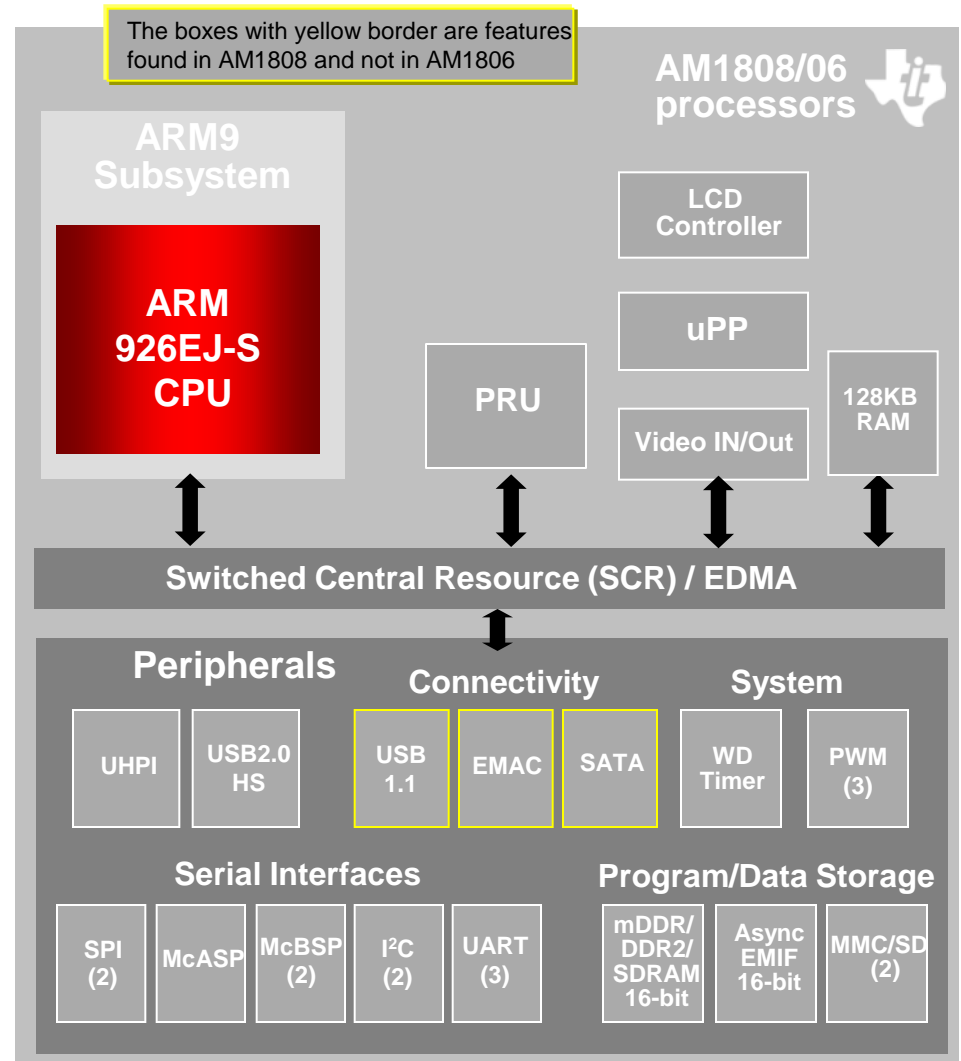 The boxes with yellow border are features
found in AM1808 and not in AM1806
AM1808/06
processors
ARM9
Subsystem
ARM
926EJ-S
CPU
PRU
LCD
Controller
uPP
Video IN/Out
128KB
RAM
Switched Central Resource (SCR) / EDMA
Peripherals
UHPI
USB2.0
HS
Connectivity
USB
1.1
EMAC
SATA
System
WD
Timer
PWM
(3)
Serial Interfaces
SPI
(2)
McASP
McBSP
(2)
I²C
(2)
UART
(3)
Program/Data Storage
mDDR/
DDR2/
SDRAM
16-bit
Async
EMIF
16-bit
MMC/SD
(2)